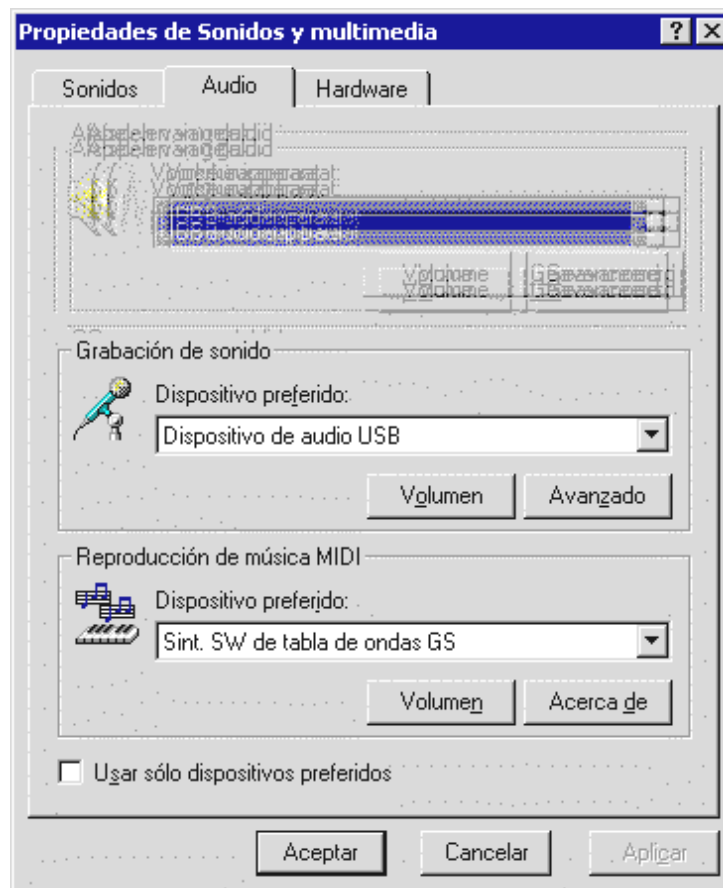 Propiedades de Sonidos y multimedia
Sonidos Audio Hardware
Grabación de sonido
Dispositivo preferido:
Dispositivo de audio USB
Volumen Avanzado
Reproducción de música MIDI
Dispositivo preferido:
Sint. SW de tabla de ondas GS
Volumen Acerca de
Usar sólo dispositivos preferidos
Aceptar Cancelar Aplicar